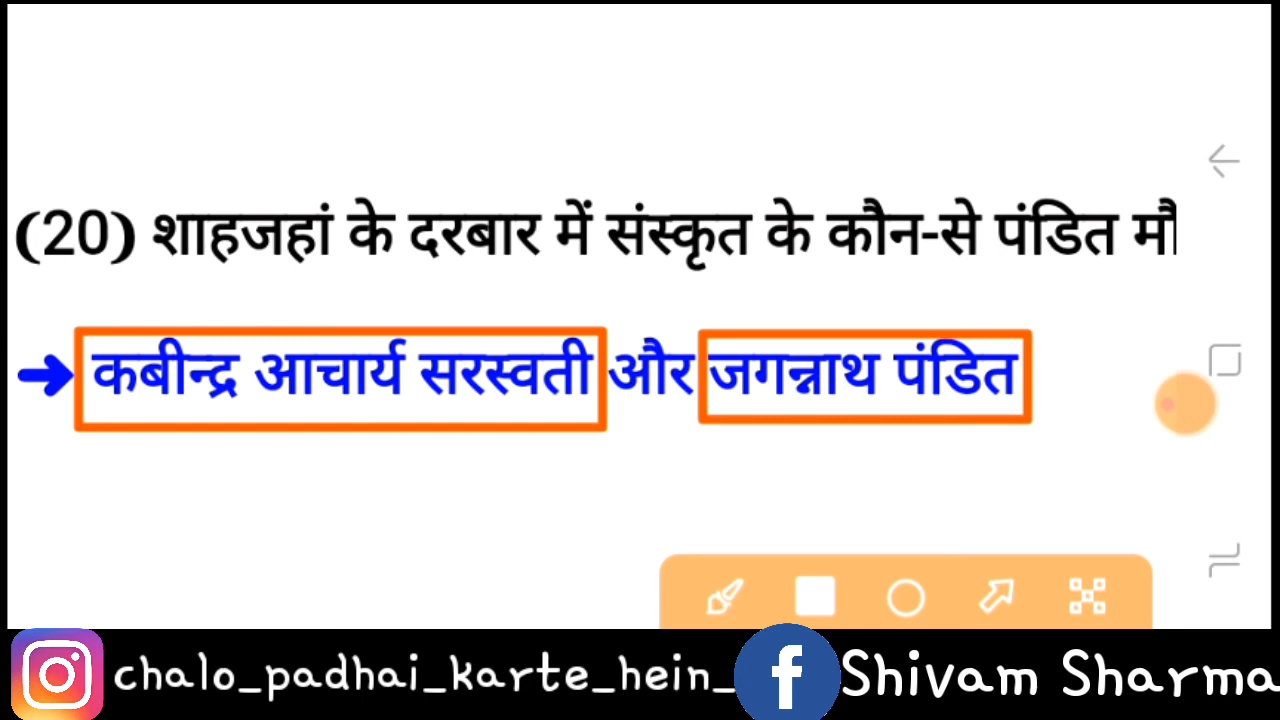 (20) शाहजहां के दरबार में संस्कृत के कौन-से पंडित मौ
➜ कबीन्द्र आचार्य सरस्वती और जगन्नाथ पंडित
chalo_padhai_karte_hein_ Shivam Sharma